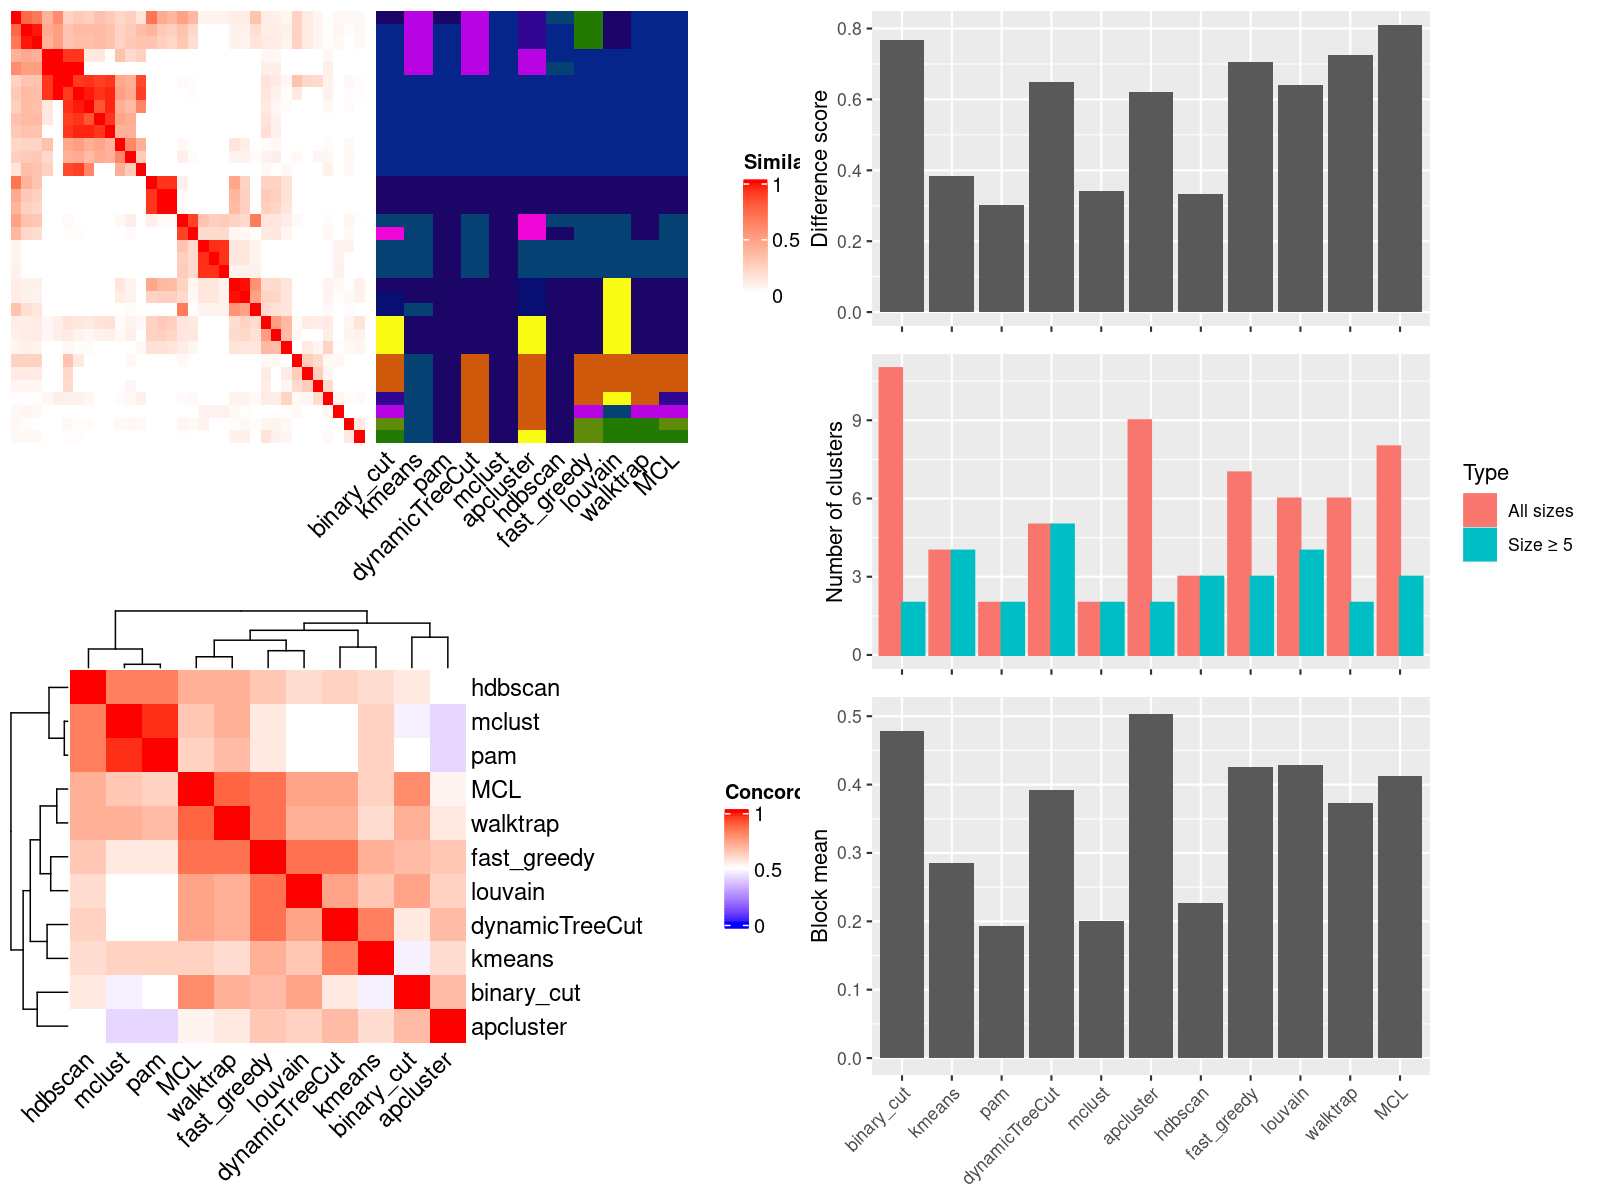 Simila
1
0.5
0
binary_cut
kmeans
pam
dynamicTreeCut
mclust
apcluster
hdbscan
fast_greedy
louvain
walktrap
MCL
hdbscan
mclust
pam
MCL
walktrap
fast_greedy
louvain
dynamicTreeCut
kmeans
binary_cut
apcluster
hdbscan
mclust
pam
MCL
walktrap
fast_greedy
louvain
dynamicTreeCut
kmeans
binary_cut
apcluster
Concord
1
0.5
0
Difference score
0.8
0.6
0.4
0.2
0.0
Number of clusters
9
6
3
0
Type
All sizes
Size ≥ 5
Block mean
0.5
0.4
0.3
0.2
0.1
0.0
binary_cut
kmeans
pam
dynamicTreeCut
mclust
apcluster
hdbscan
fast_greedy
louvain
walktrap
MCL